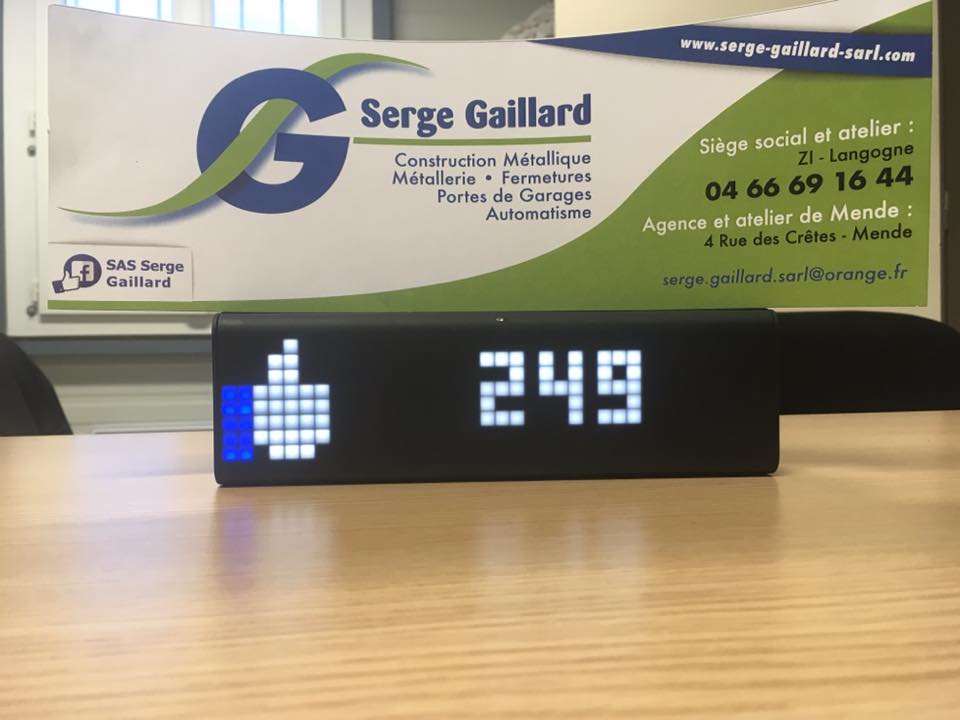 www.serge-gaillard-sarl.com
G
Serge Gaillard
Construction Métallique
Métallerie • Fermetures
Portes de Garages
Automatisme
Siège social et atelier :
ZI - Langogne
04 66 69 16 44
Agence et atelier de Mende :
4 Rue des Crêtes - Mende
serge.gaillard.sarl@orange.fr
f
SAS Serge
Gaillard
249